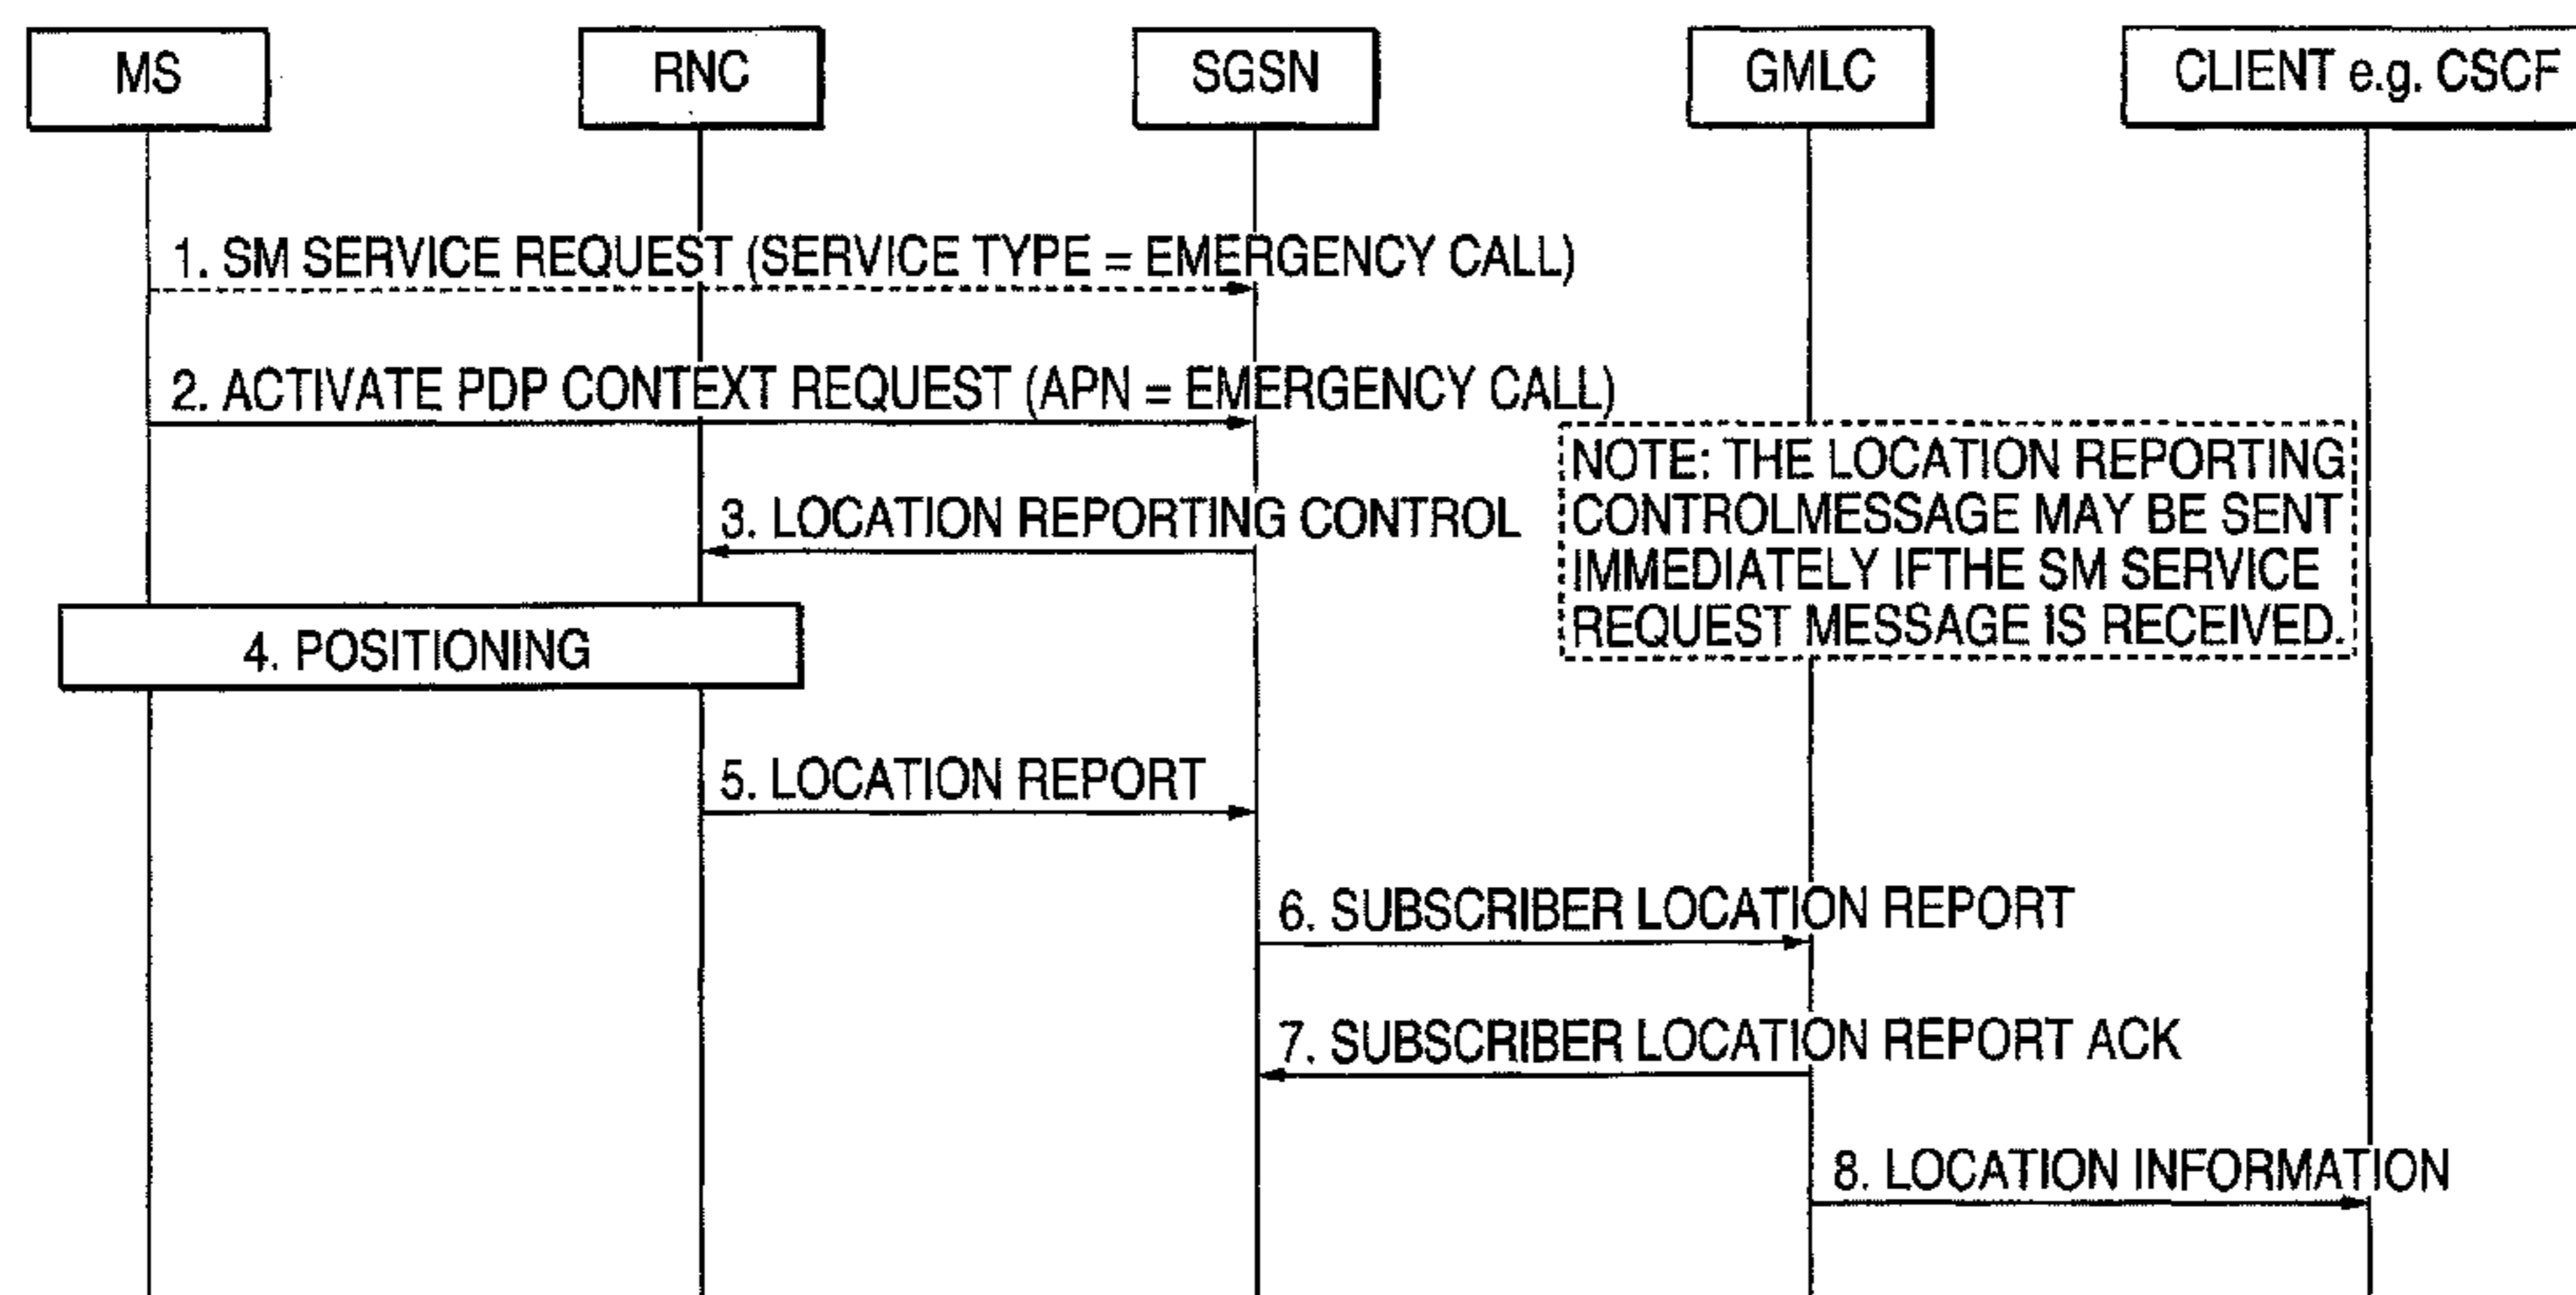 MS
RNC
SGSN
GMLC
CLIENT e.g. CSCF
1. SM SERVICE REQUEST (SERVICE TYPE = EMERGENCY CALL)
2. ACTIVATE PDP CONTEXT REQUEST (APN = EMERGENCY CALL)
NOTE: THE LOCATION REPORTING
CONTROLMESSAGE MAY BE SENT
IMMEDIATELY IFTHE SM SERVICE
REQUEST MESSAGE IS RECEIVED.
3. LOCATION REPORTING CONTROL
4. POSITIONING
5. LOCATION REPORT
6. SUBSCRIBER LOCATION REPORT
7. SUBSCRIBER LOCATION REPORT ACK
8. LOCATION INFORMATION